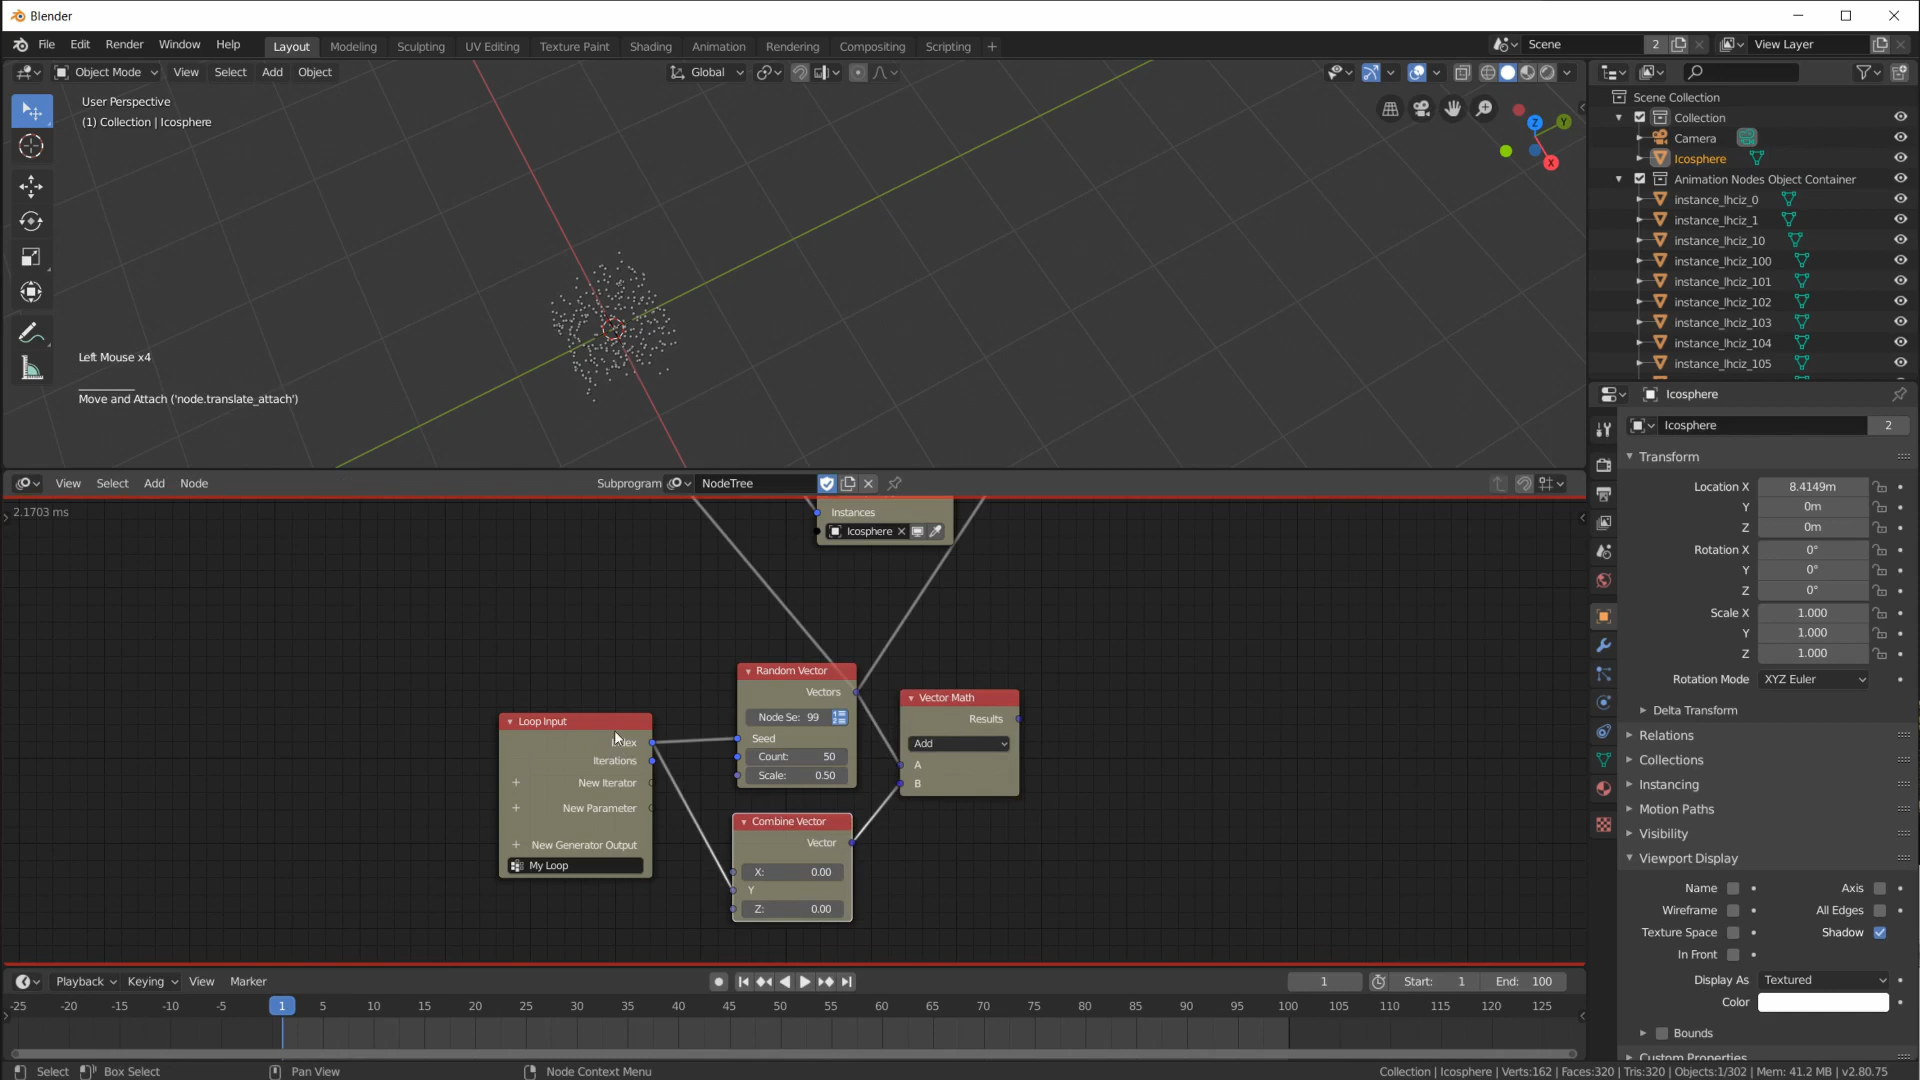 Blender
File Edit Render Window Help Layout Modeling Sculpting UV Editing Texture Paint Shading Animation Rendering Compositing Scripting + Scene 2 View Layer
Object Mode View Select Add Object Global
User Perspective
(1) Collection | Icosphere
Z
Y
X
Left Mouse x4
Move and Attach ('node.translate_attach')
Scene Collection
Collection
Camera
Icosphere
Animation Nodes Object Container
instance_lhciz_0
instance_lhciz_1
instance_lhciz_10
instance_lhciz_100
instance_lhciz_101
instance_lhciz_102
instance_lhciz_103
instance_lhciz_104
instance_lhciz_105
Icosphere
Icosphere 2
Transform
Location X 8.4149m
Y 0m
Z 0m
Rotation X 0°
Y 0°
Z 0°
Scale X 1.000
Y 1.000
Z 1.000
Rotation Mode XYZ Euler
Delta Transform
Relations
Collections
Instancing
Motion Paths
Visibility
Viewport Display
Name Axis
Wireframe All Edges
Texture Space Shadow
In Front
Display As Textured
Color
Bounds
Custom Properties
View Select Add Node Subprogram NodeTree
2.1703 ms
Instances
Icosphere
Loop Input
Index
Iterations
New Iterator
New Parameter
New Generator Output
My Loop
Random Vector
Vectors
Node Se: 99
Seed
Count: 50
Scale: 0.50
Combine Vector
Vector
X: 0.00
Y
Z: 0.00
Vector Math
Results
Add
A
B
Playback Keying View Marker 1 Start: 1 End: 100
-25 -20 -15 -10 -5 1 5 10 15 20 25 30 35 40 45 50 55 60 65 70 75 80 85 90 95 100 105 110 115 120 125
Select Box Select Pan View Node Context Menu Collection | Icosphere | Verts:162 | Faces:320 | Tris:320 | Objects:1/302 | Mem: 41.2 MB | v2.80.75